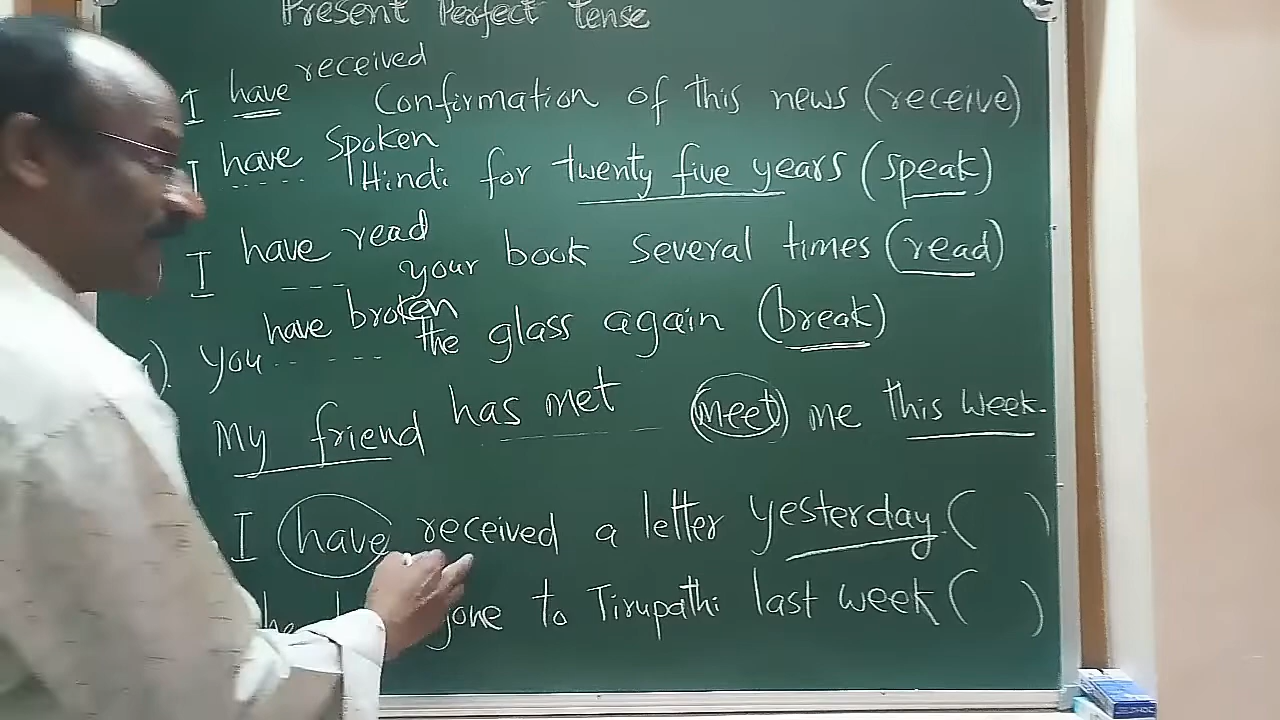 Present Perfect tense
I have received Confirmation of this news (receive)
I have spoken Hindi for twenty five years (speak)
I have read your book several times (read)
You have broken the glass again (break)
My friend has met (meet) me this week.
I have received a letter yesterday ( )
gone to Tirupathi last week ( )